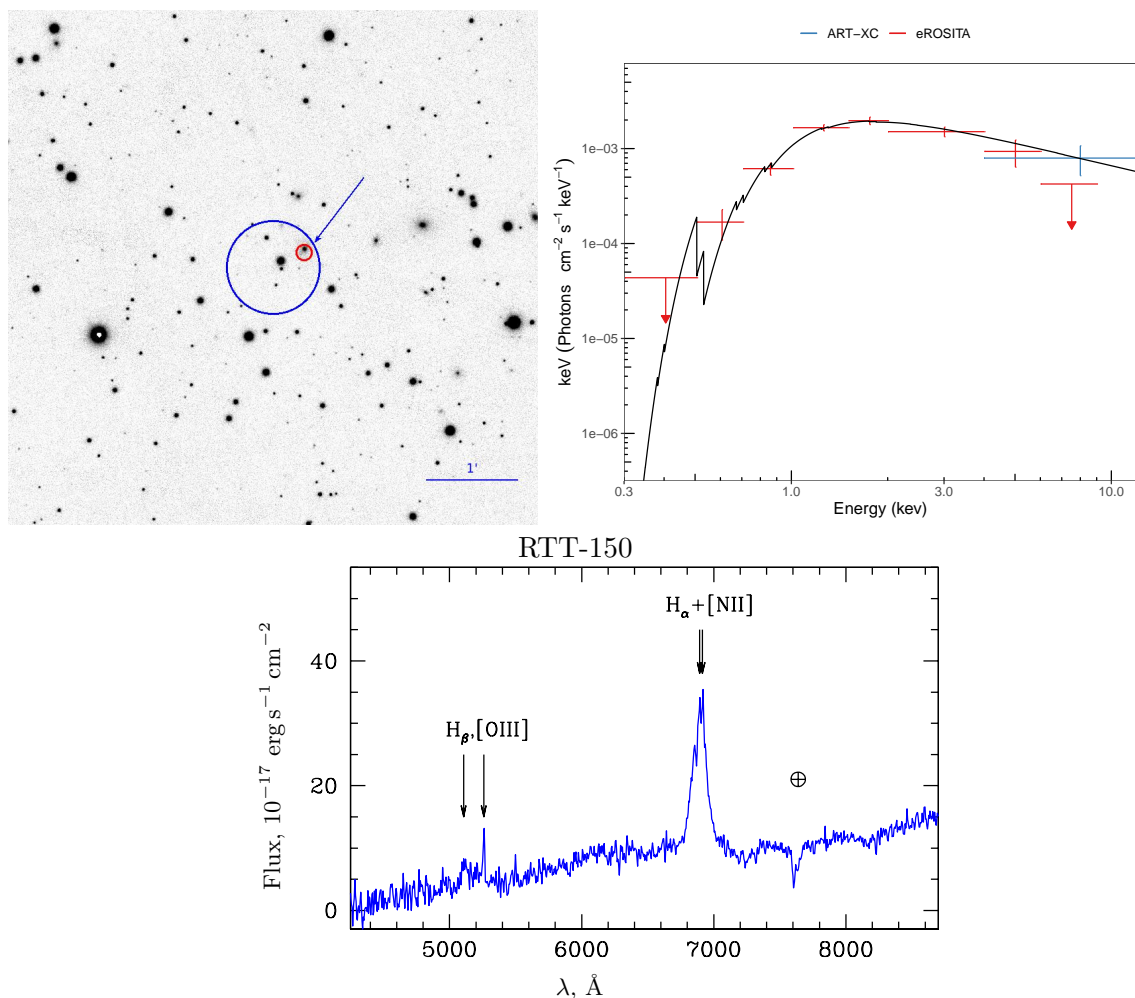 1'
ART−XC eROSITA
keV (Photons cm−2 s−1 keV−1)
1e−03
1e−04
1e−05
1e−06
0.3 1.0 3.0 10.0
Energy (kev)
RTT-150
Flux, 10−17 erg s−1 cm−2
40
20
0
Hα+[NII]
Hβ,[OIII]
5000 6000 7000 8000
λ, Å